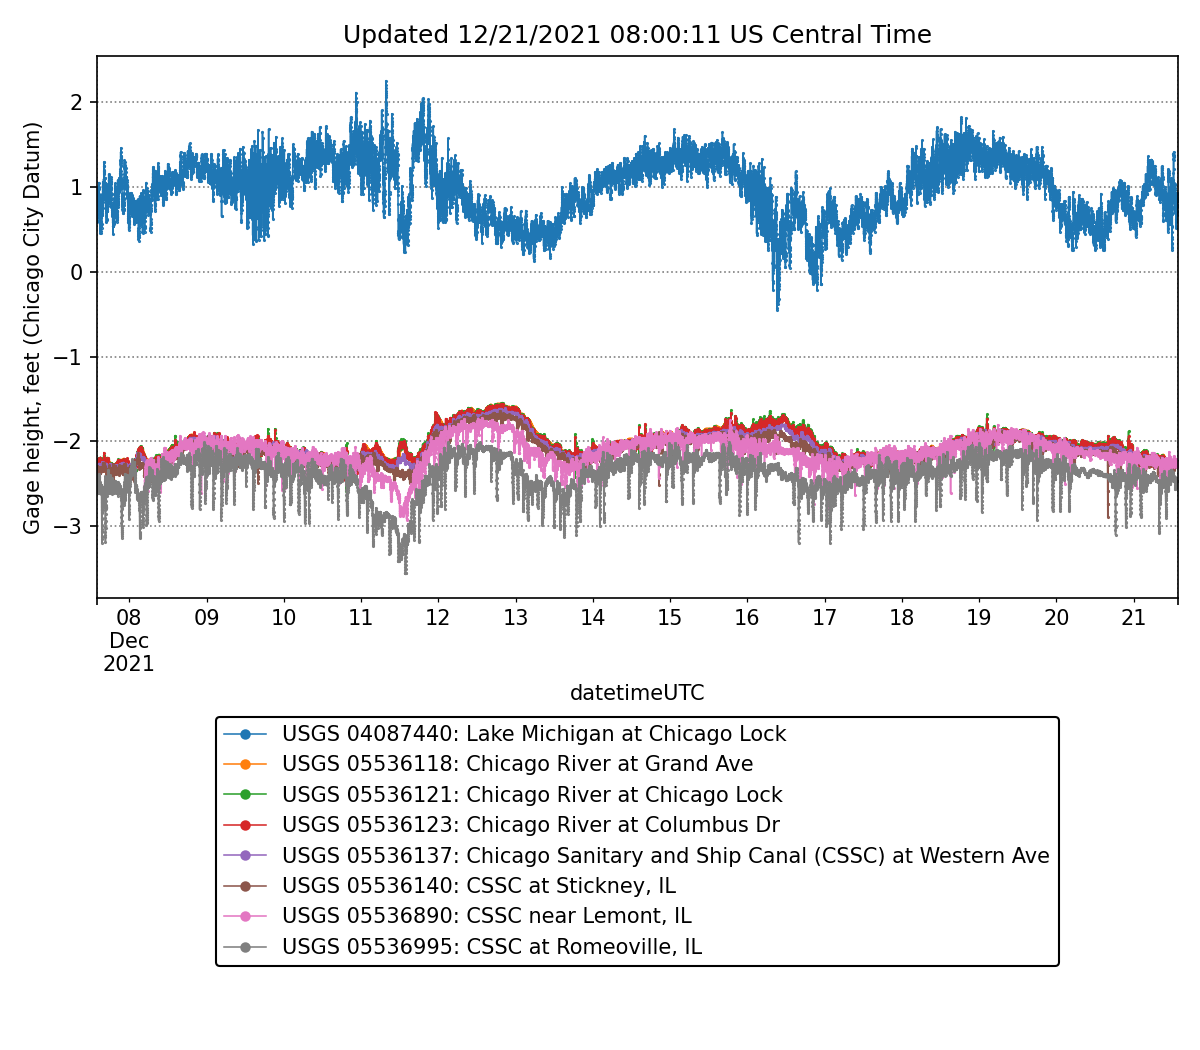 Updated 12/21/2021 08:00:11 US Central Time
Gage height, feet (Chicago City Datum)
2
1
0
−1
−2
−3
08 09 10 11 12 13 14 15 16 17 18 19 20 21
Dec
2021
datetimeUTC
USGS 04087440: Lake Michigan at Chicago Lock
USGS 05536118: Chicago River at Grand Ave
USGS 05536121: Chicago River at Chicago Lock
USGS 05536123: Chicago River at Columbus Dr
USGS 05536137: Chicago Sanitary and Ship Canal (CSSC) at Western Ave
USGS 05536140: CSSC at Stickney, IL
USGS 05536890: CSSC near Lemont, IL
USGS 05536995: CSSC at Romeoville, IL